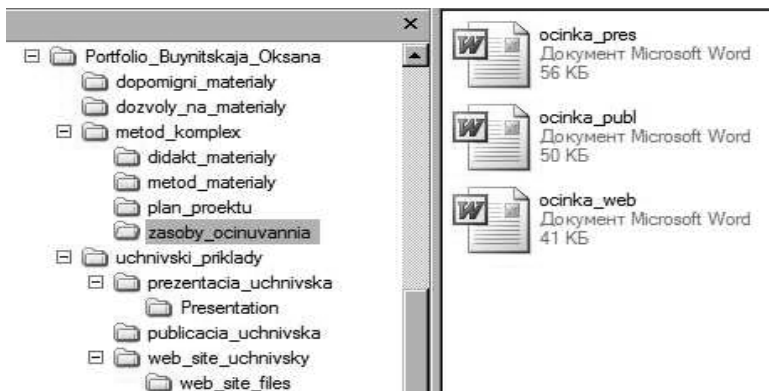 Portfolio_Buynitskaja_Oksana
dopomigni_materialy
dozvoly_na_materialy
metod_komplex
didakt_materialy
metod_materialy
plan_proektu
zasoby_ocinuvannia
uchnivski_priklady
prezentacia_uchnivska
Presentation
publicacia_uchnivska
web_site_uchnivsky
web_site_files
ocinka_pres
Документ Microsoft Word
56 КБ
ocinka_publ
Документ Microsoft Word
50 КБ
ocinka_web
Документ Microsoft Word
41 КБ